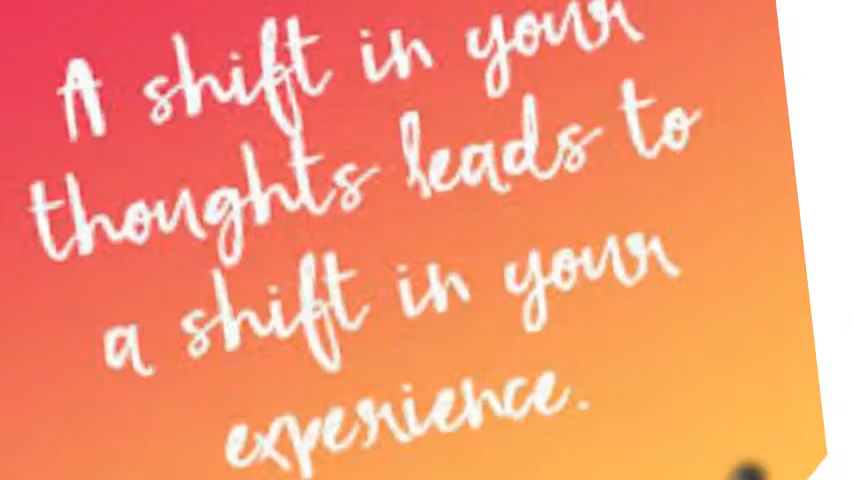 A shift in your
thoughts leads to
a shift in your
experience.